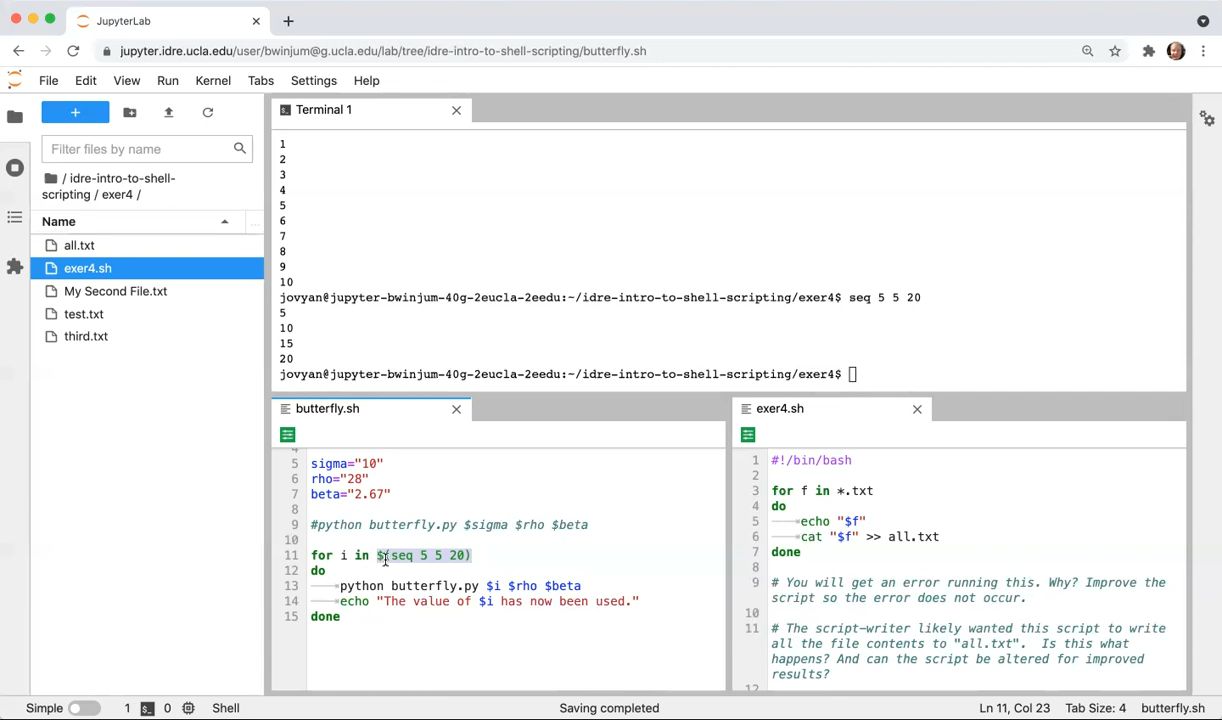 JupyterLab
jupyter.idre.ucla.edu/user/bwinjum@g.ucla.edu/lab/tree/idre-intro-to-shell-scripting/butterfly.sh
File Edit View Run Kernel Tabs Settings Help
Filter files by name
/ idre-intro-to-shell-
scripting / exer4 /
Name
all.txt
exer4.sh
My Second File.txt
test.txt
third.txt
Terminal 1
1
2
3
4
5
6
7
8
9
10
jovyan@jupyter-bwinjum-40g-2eucla-2eedu:~/idre-intro-to-shell-scripting/exer4$ seq 5 5 20
5
10
15
20
jovyan@jupyter-bwinjum-40g-2eucla-2eedu:~/idre-intro-to-shell-scripting/exer4$
butterfly.sh
4
5 sigma="10"
6 rho="28"
7 beta="2.67"
8
9 #python butterfly.py $sigma $rho $beta
10
11 for i in $(seq 5 5 20)
12 do
13 python butterfly.py $i $rho $beta
14 echo "The value of $i has now been used."
15 done
exer4.sh
1 #!/bin/bash
2
3 for f in *.txt
4 do
5 echo "$f"
6 cat "$f" >> all.txt
7 done
8
9 # You will get an error running this. Why? Improve the
script so the error does not occur.
10
11 # The script-writer likely wanted this script to write
all the file contents to "all.txt". Is this what
happens? And can the script be altered for improved
results?
12
Simple 1 0 Shell Saving completed Ln 11, Col 23 Tab Size: 4 butterfly.sh